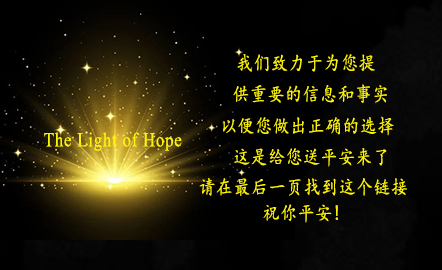 The Light of Hope
我们致力于为您提
供重要的信息和事实
以便您做出正确的选择
这是给您送平安来了
请在最后一页找到这个链接
祝你平安!